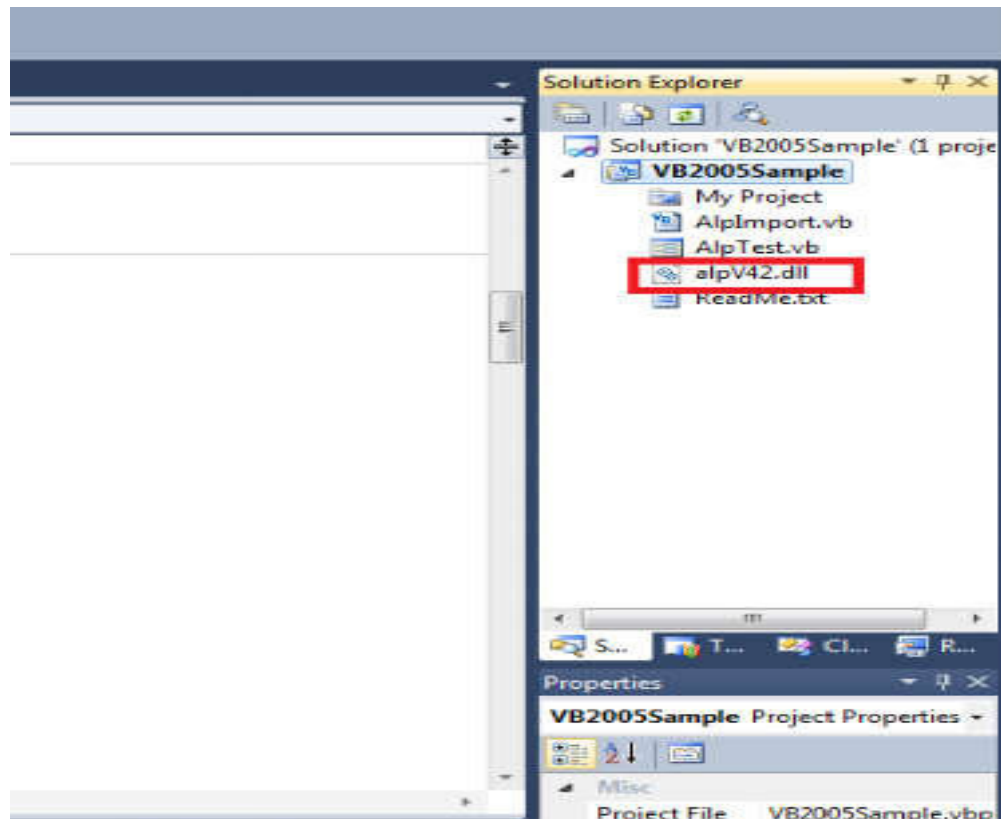 Solution Explorer
Solution 'VB2005Sample' (1 proje
VB2005Sample
My Project
AlpImport.vb
AlpTest.vb
alpV42.dll
ReadMe.txt
S... T... Cl... R...
Properties
VB2005Sample Project Properties
Misc
Project File VB2005Sample.vbp